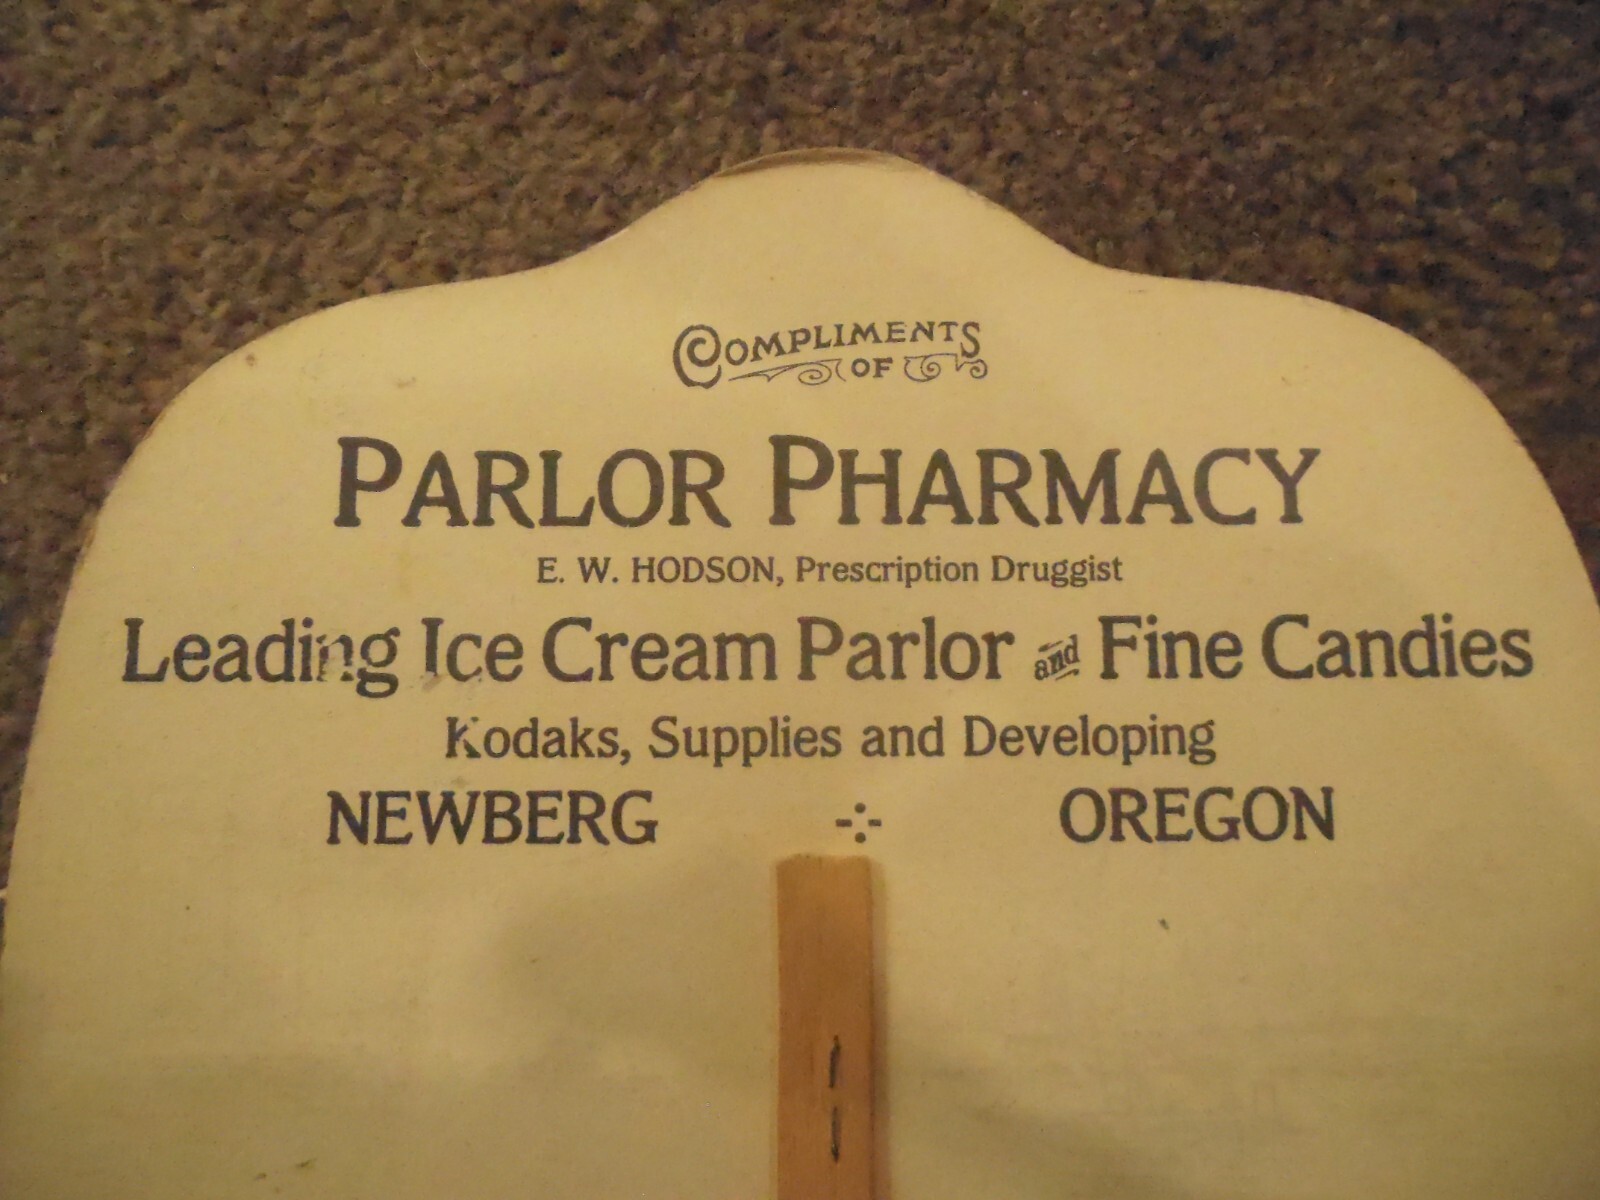 COMPLIMENTS
OF
PARLOR PHARMACY
E. W. HODSON, Prescription Druggist
Leading Ice Cream Parlor and Fine Candies
Kodaks, Supplies and Developing
NEWBERG -:- OREGON